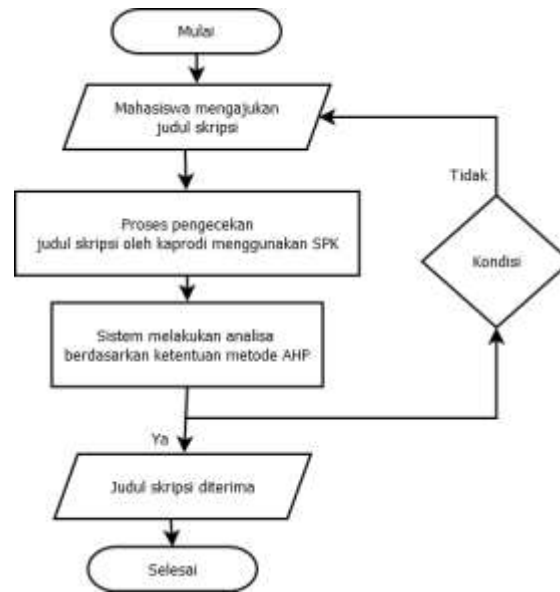 Mulai
Mahasiswa mengajukan
judul skripsi
Tidak
Proses pengecekan
judul skripsi oleh kaprodi menggunakan SPK
Kondisi
Sistem melakukan analisa
berdasarkan ketentuan metode AHP
Ya
Judul skripsi diterima
Selesai